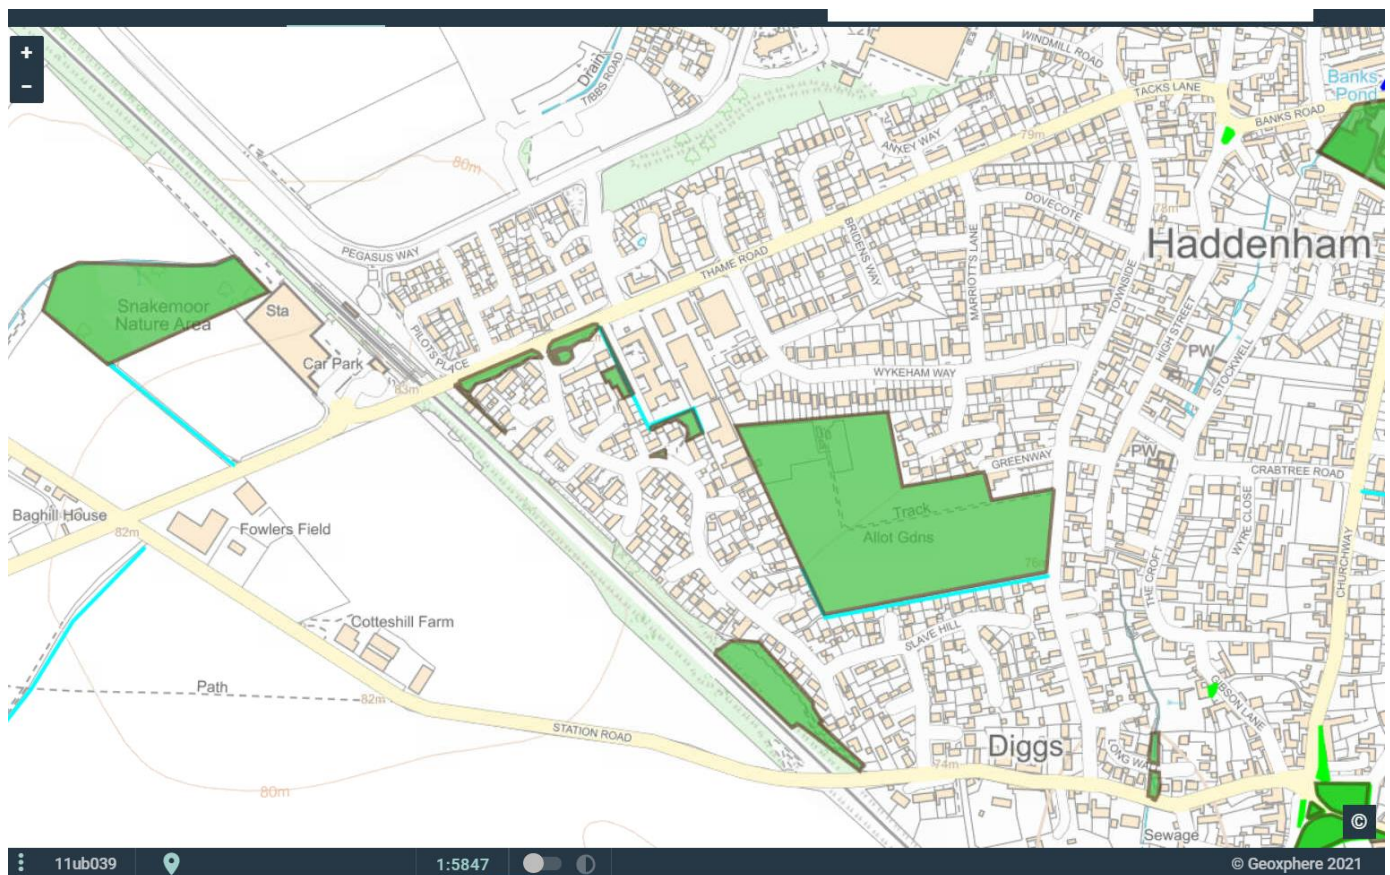 +
−
Drain
TIBBS ROAD
WINDMILL ROAD
TACKS LANE
Banks
Pond
BANKS ROAD
80m
79m
ANXEY WAY
DOVECOTE
78m
PEGASUS WAY
BRIDENS WAY
MARRIOTT'S LANE
TOWNSIDE
Haddenham
THAME ROAD
Snakemoor
Nature Area
Sta
PILOTS PLACE
HIGH STREET
PW
STOCKWELL
Car Park
83m
WYKEHAM WAY
GREENWAY
PW
CRABTREE ROAD
WYRE CLOSE
Track
Allot Gdns
76m
Baghill House
82m
Fowlers Field
THE CROFT
CHURCHWAY
Cotteshill Farm
SLAVE HILL
GIBSON LANE
Path
82m
STATION ROAD
Diggs
LONG WA
74m
80m
Sewage
©
11ub039
1:5847
© Geoxphere 2021